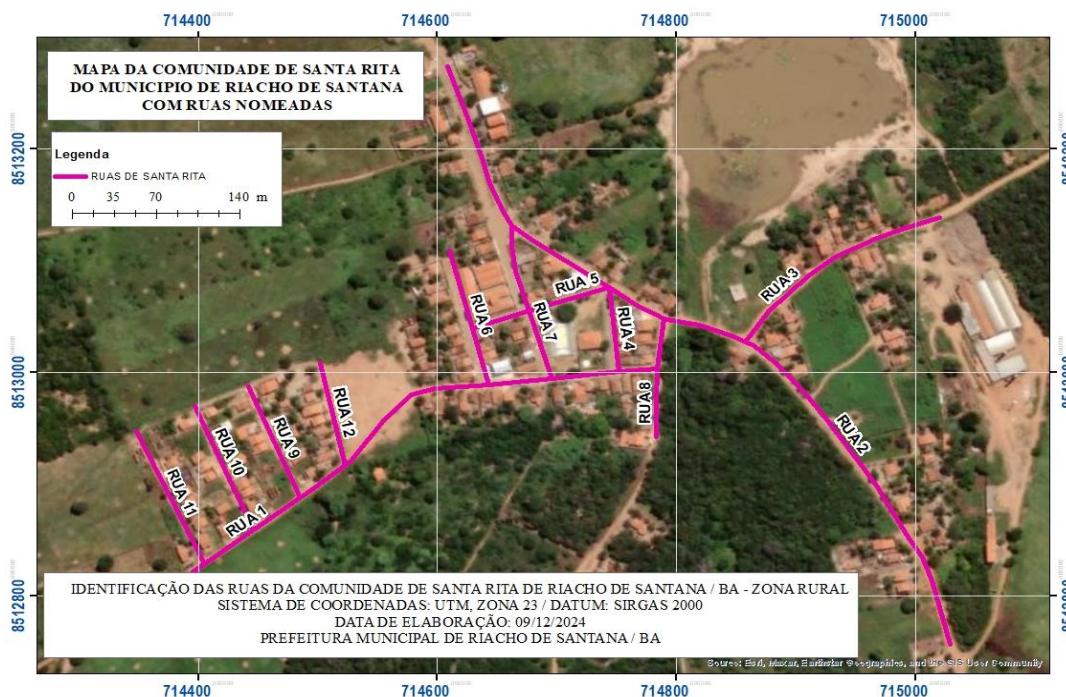 714400
714600
714800
715000
MAPA DA COMUNIDADE DE SANTA RITA
DO MUNICIPIO DE RIACHO DE SANTANA
COM RUAS NOMEADAS
Legenda
RUAS DE SANTA RITA
0 35 70 140 m
8513200
8513200
RUA 3
RUA 5
RUA 6
RUA 7
RUA 4
8513000
8513000
RUA 8
RUA 12
RUA 9
RUA 10
RUA 11
RUA 1
RUA 2
8512800
8512800
IDENTIFICAÇÃO DAS RUAS DA COMUNIDADE DE SANTA RITA DE RIACHO DE SANTANA / BA - ZONA RURAL
SISTEMA DE COORDENADAS: UTM, ZONA 23 / DATUM: SIRGAS 2000
DATA DE ELABORAÇÃO: 09/12/2024
PREFEITURA MUNICIPAL DE RIACHO DE SANTANA / BA
Source: Esri, Maxar, Earthstar Geographics, and the GIS User Community
714400
714600
714800
715000